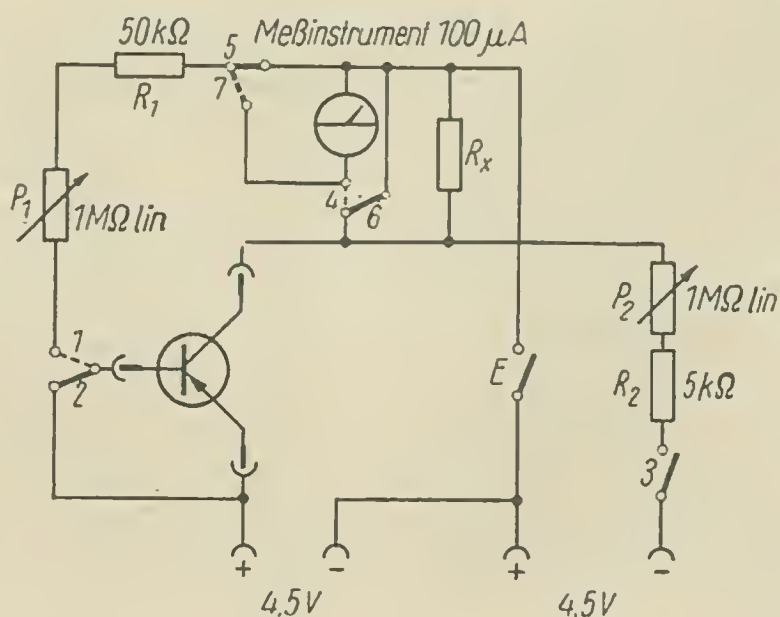 50kΩ
5
Meßinstrument 100 μA
R₁
7
P₁
1MΩ lin
4
6
Rₓ
P₂
1MΩ lin
1
2
E
R₂
5kΩ
3
+
-
+
-
4,5V
4,5V